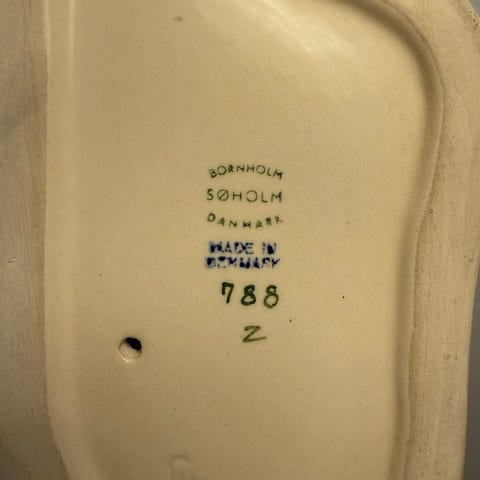 BORNHOLM
SØHOLM
DANMARK
MADE IN
DENMARK
788
Z